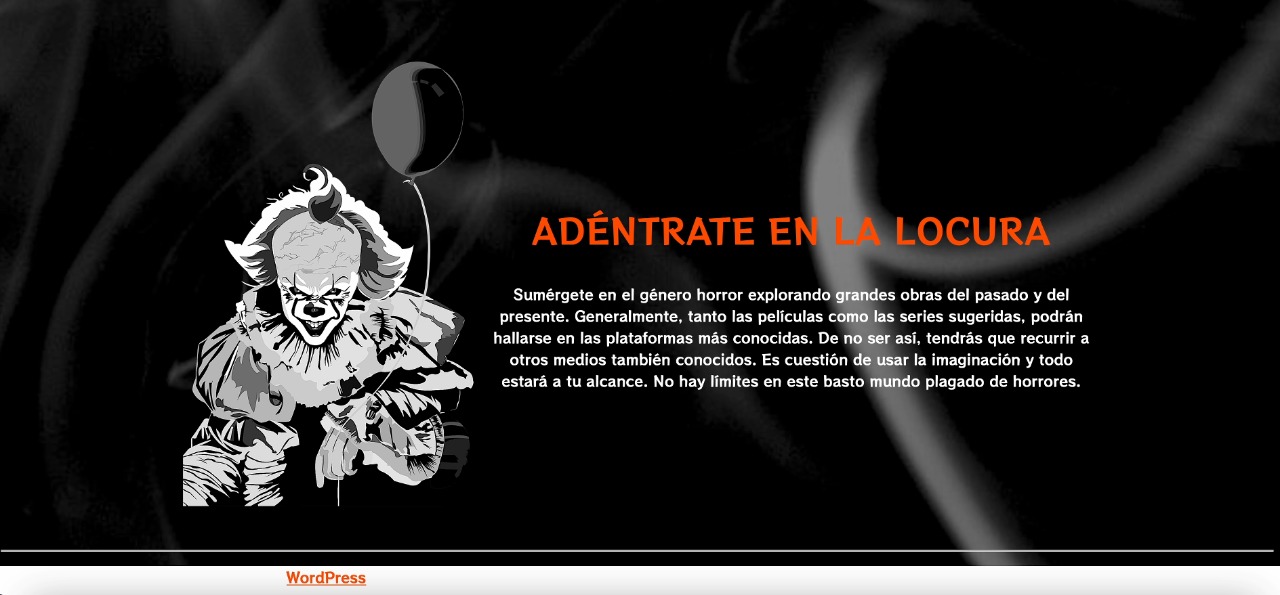 ADÉNTRATE EN LA LOCURA
Sumérgete en el género horror explorando grandes obras del pasado y del
presente. Generalmente, tanto las películas como las series sugeridas, podrán
hallarse en las plataformas más conocidas. De no ser así, tendrás que recurrir a
otros medios también conocidos. Es cuestión de usar la imaginación y todo
estará a tu alcance. No hay límites en este basto mundo plagado de horrores.
WordPress